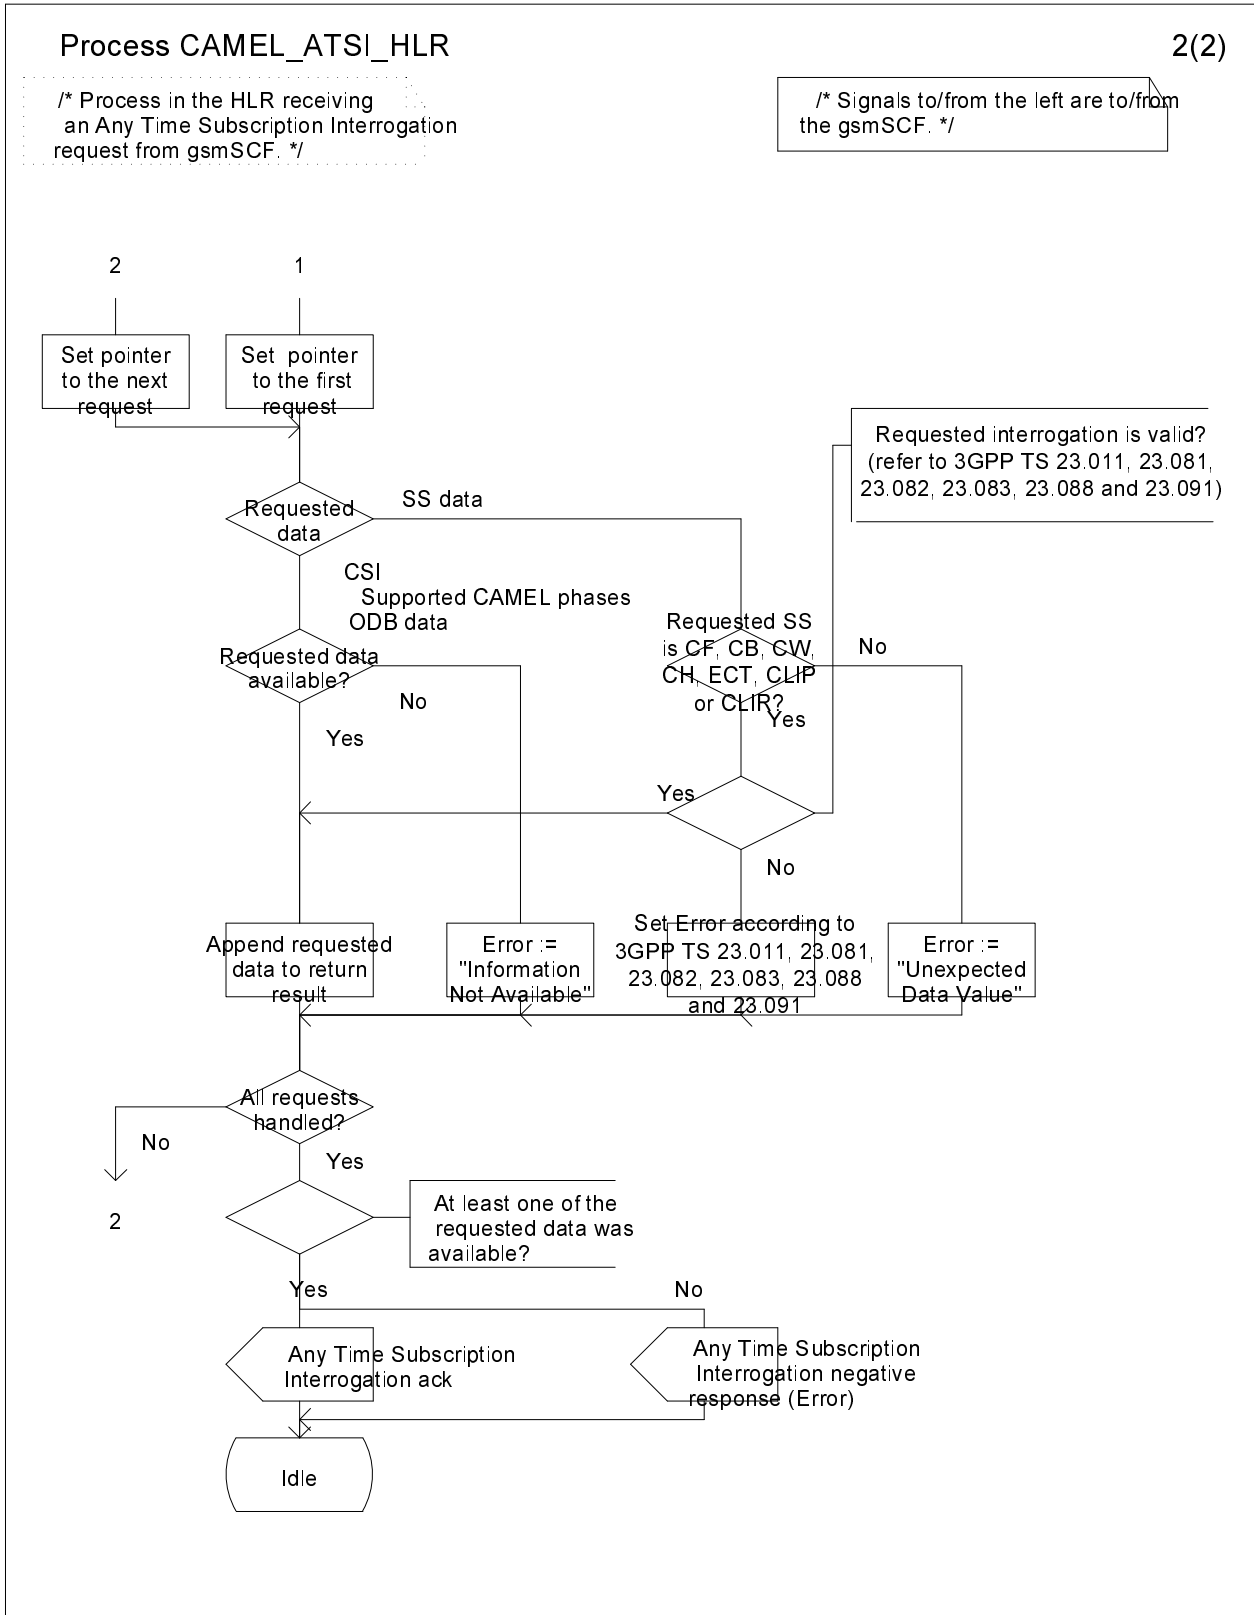 Process CAMEL_ATSI_HLR
2(2)
/* Process in the HLR receiving
an Any Time Subscription Interrogation
request from gsmSCF. */
/* Signals to/from the left are to/from
the gsmSCF. */
2
1
Set pointer
to the next
request
Set pointer
to the first
request
Requested interrogation is valid?
(refer to 3GPP TS 23.011, 23.081,
23.082, 23.083, 23.088 and 23.091)
Requested
data
SS data
CSI
Supported CAMEL phases
ODB data
Requested data
available?
No
Yes
Requested SS
is CF, CB, CW,
CH, ECT, CLIP
or CLIR?
No
Yes
Yes
No
Append requested
data to return
result
Error :=
"Information
Not Available"
Set Error according to
3GPP TS 23.011, 23.081,
23.082, 23.083, 23.088
and 23.091
Error :=
"Unexpected
Data Value"
All requests
handled?
No
Yes
2
At least one of the
requested data was
available?
Yes
No
Any Time Subscription
Interrogation ack
Any Time Subscription
Interrogation negative
response (Error)
Idle